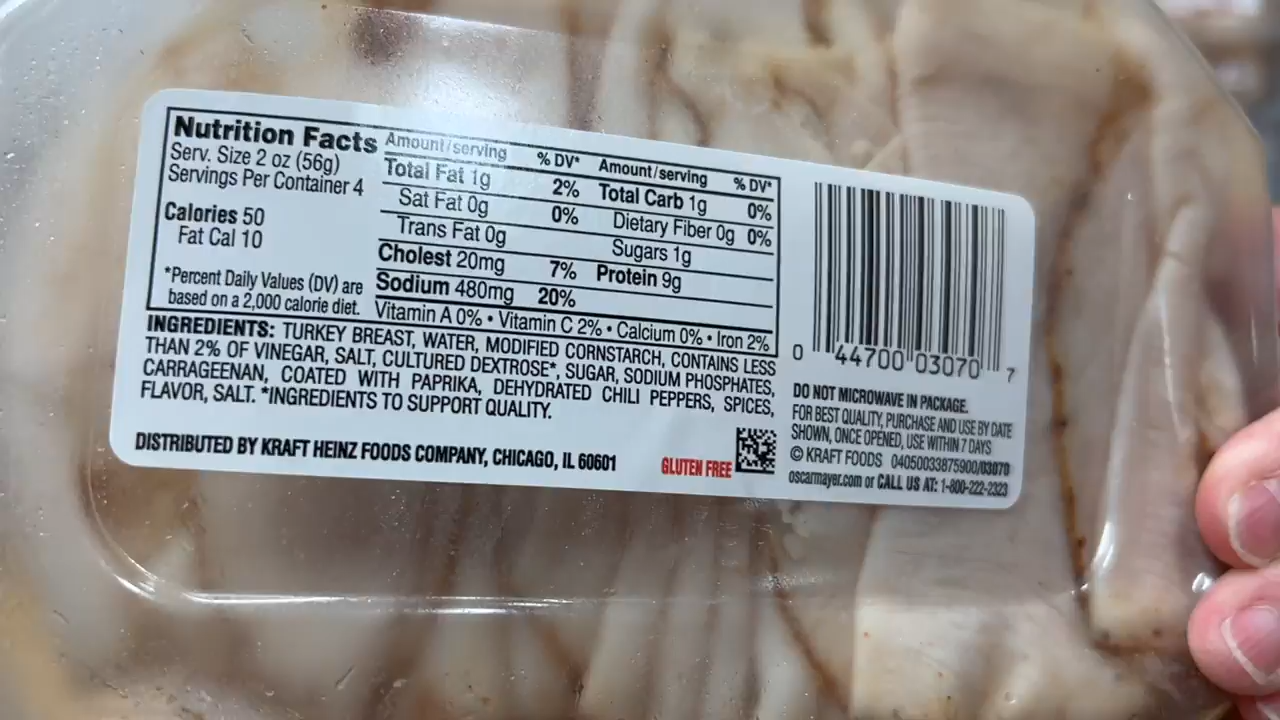 Nutrition Facts
Serv. Size 2 oz (56g)
Servings Per Container 4
Calories 50
Fat Cal 10
*Percent Daily Values (DV) are
based on a 2,000 calorie diet.
Amount/serving % DV* Amount/serving % DV*
Total Fat 1g 2% Total Carb 1g 0%
Sat Fat 0g 0% Dietary Fiber 0g 0%
Trans Fat 0g Sugars 1g
Cholest 20mg 7% Protein 9g
Sodium 480mg 20%
Vitamin A 0% • Vitamin C 2% • Calcium 0% • Iron 2%
INGREDIENTS: TURKEY BREAST, WATER, MODIFIED CORNSTARCH, CONTAINS LESS
THAN 2% OF VINEGAR, SALT, CULTURED DEXTROSE*, SUGAR, SODIUM PHOSPHATES,
CARRAGEENAN, COATED WITH PAPRIKA, DEHYDRATED CHILI PEPPERS, SPICES,
FLAVOR, SALT. *INGREDIENTS TO SUPPORT QUALITY.
DISTRIBUTED BY KRAFT HEINZ FOODS COMPANY, CHICAGO, IL 60601
GLUTEN FREE
0 44700 03070 7
DO NOT MICROWAVE IN PACKAGE.
FOR BEST QUALITY, PURCHASE AND USE BY DATE
SHOWN, ONCE OPENED, USE WITHIN 7 DAYS
© KRAFT FOODS 04050033875900/03070
oscarmayer.com or CALL US AT: 1-800-222-2323